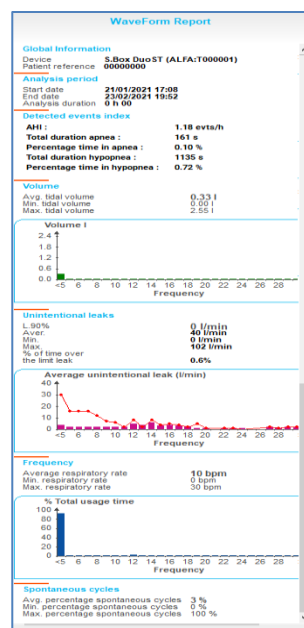 WaveForm Report
Global Information
Device S.Box DuoST (ALFA:T000001)
Patient reference 00000000
Analysis period
Start date 21/01/2021 17:08
End date 23/02/2021 19:52
Analysis duration 0 h 00
Detected events index
AHI : 1.18 evts/h
Total duration apnea : 161 s
Percentage time in apnea : 0.10 %
Total duration hypopnea : 1135 s
Percentage time in hypopnea : 0.72 %
Volume
Avg. tidal volume 0.33 l
Min. tidal volume 0.00 l
Max. tidal volume 2.55 l
Volume l
2.4
1.8
1.2
0.6
0.0
<5 6 8 10 12 14 16 18 20 22 24 26 28
Frequency
Unintentional leaks
L.90% 0 l/min
Aver. 40 l/min
Min. 0 l/min
Max. 102 l/min
% of time over
the limit leak 0.6%
Average unintentional leak (l/min)
40
30
20
10
0
<5 6 8 10 12 14 16 18 20 22 24 26 28
Frequency
Frequency
Average respiratory rate 10 bpm
Min. respiratory rate 0 bpm
Max. respiratory rate 30 bpm
% Total usage time
100
80
60
40
20
0
<5 6 8 10 12 14 16 18 20 22 24 26 28
Frequency
Spontaneous cycles
Avg. percentage spontaneous cycles 3 %
Min. percentage spontaneous cycles 0 %
Max. percentage spontaneous cycles 100 %